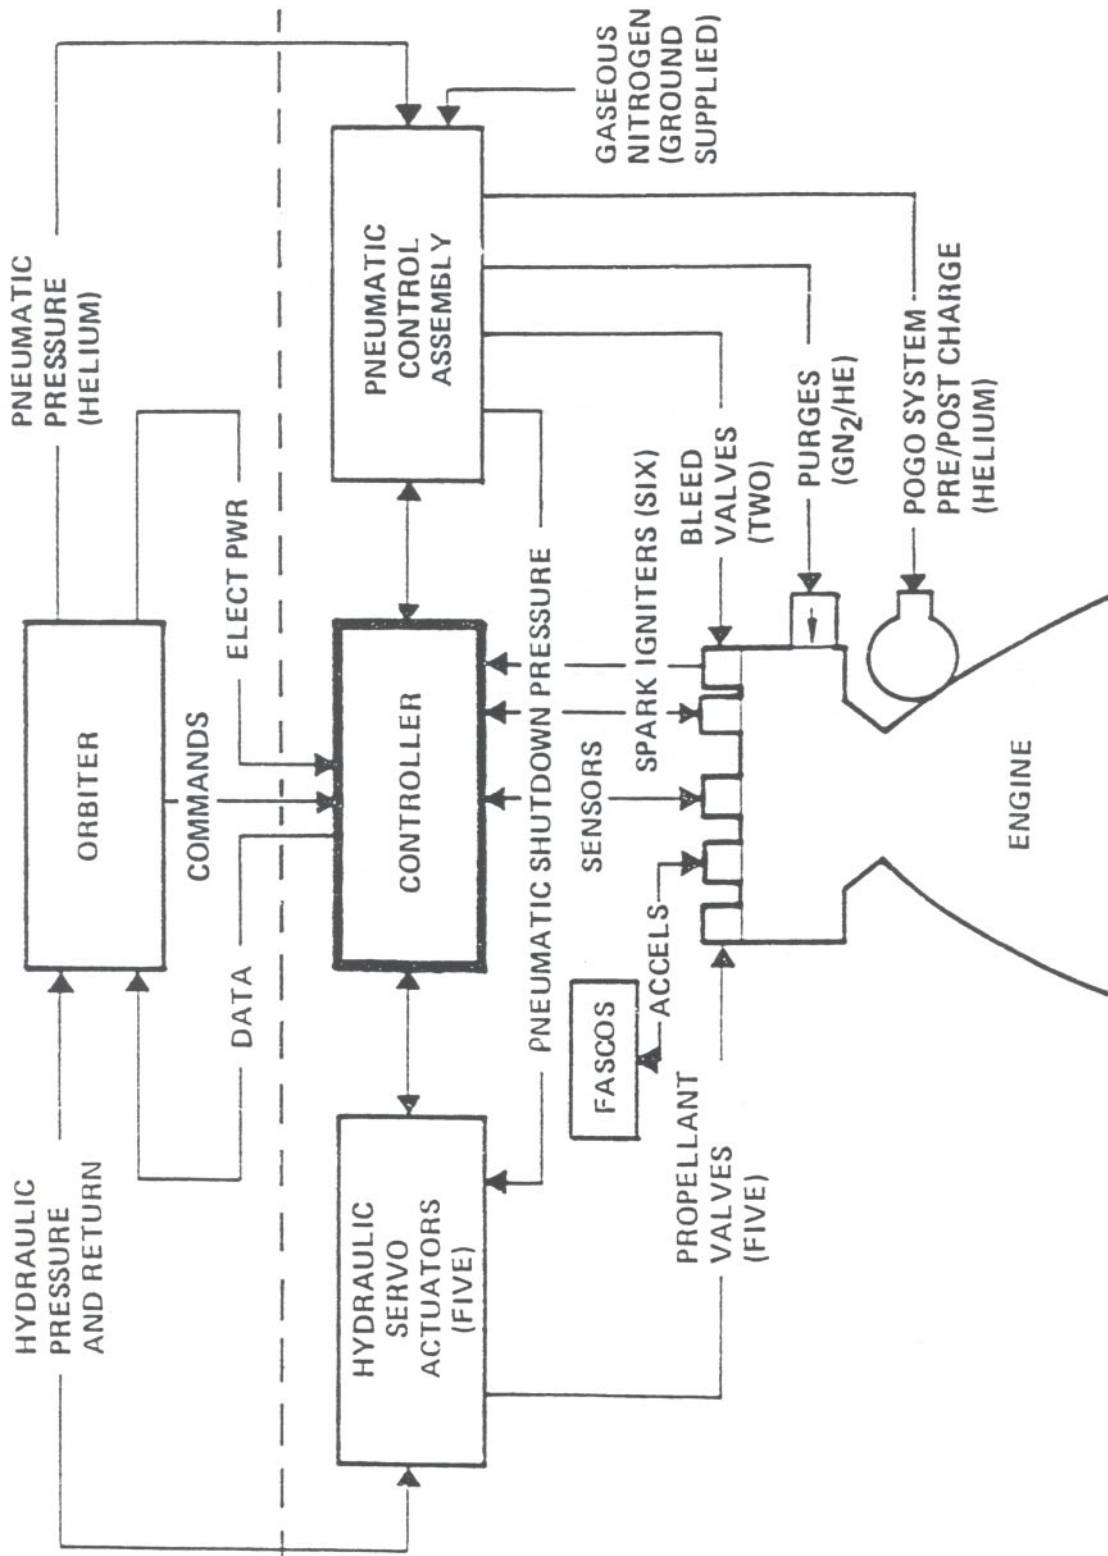 HYDRAULIC
PRESSURE
AND RETURN
PNEUMATIC
PRESSURE
(HELIUM)
ORBITER
DATA
COMMANDS
ELECT PWR
HYDRAULIC
SERVO
ACTUATORS
(FIVE)
CONTROLLER
PNEUMATIC
CONTROL
ASSEMBLY
GASEOUS
NITROGEN
(GROUND
SUPPLIED)
PNEUMATIC SHUTDOWN PRESSURE
FASCOS
ACCELS
SENSORS
SPARK IGNITERS (SIX)
BLEED
VALVES
(TWO)
PROPELLANT
VALVES
(FIVE)
PURGES
(GN2/HE)
POGO SYSTEM
PRE/POST CHARGE
(HELIUM)
ENGINE